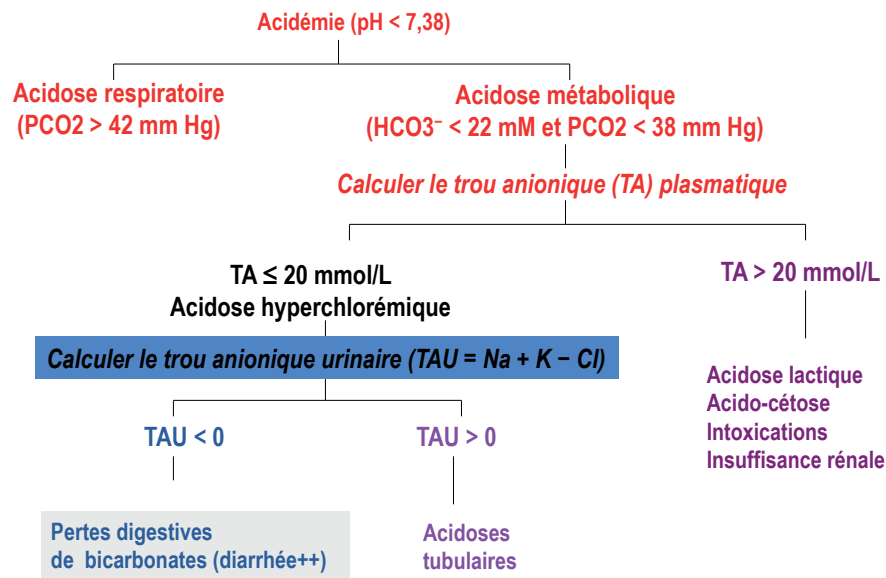 Acidémie (pH < 7,38)
Acidose respiratoire
(PCO2 > 42 mm Hg)
Acidose métabolique
(HCO3⁻ < 22 mM et PCO2 < 38 mm Hg)
Calculer le trou anionique (TA) plasmatique
TA ≤ 20 mmol/L
Acidose hyperchlorémique
TA > 20 mmol/L
Calculer le trou anionique urinaire (TAU = Na + K − Cl)
Acidose lactique
Acido-cétose
Intoxications
Insuffisance rénale
TAU < 0
TAU > 0
Pertes digestives
de bicarbonates (diarrhée++)
Acidoses
tubulaires